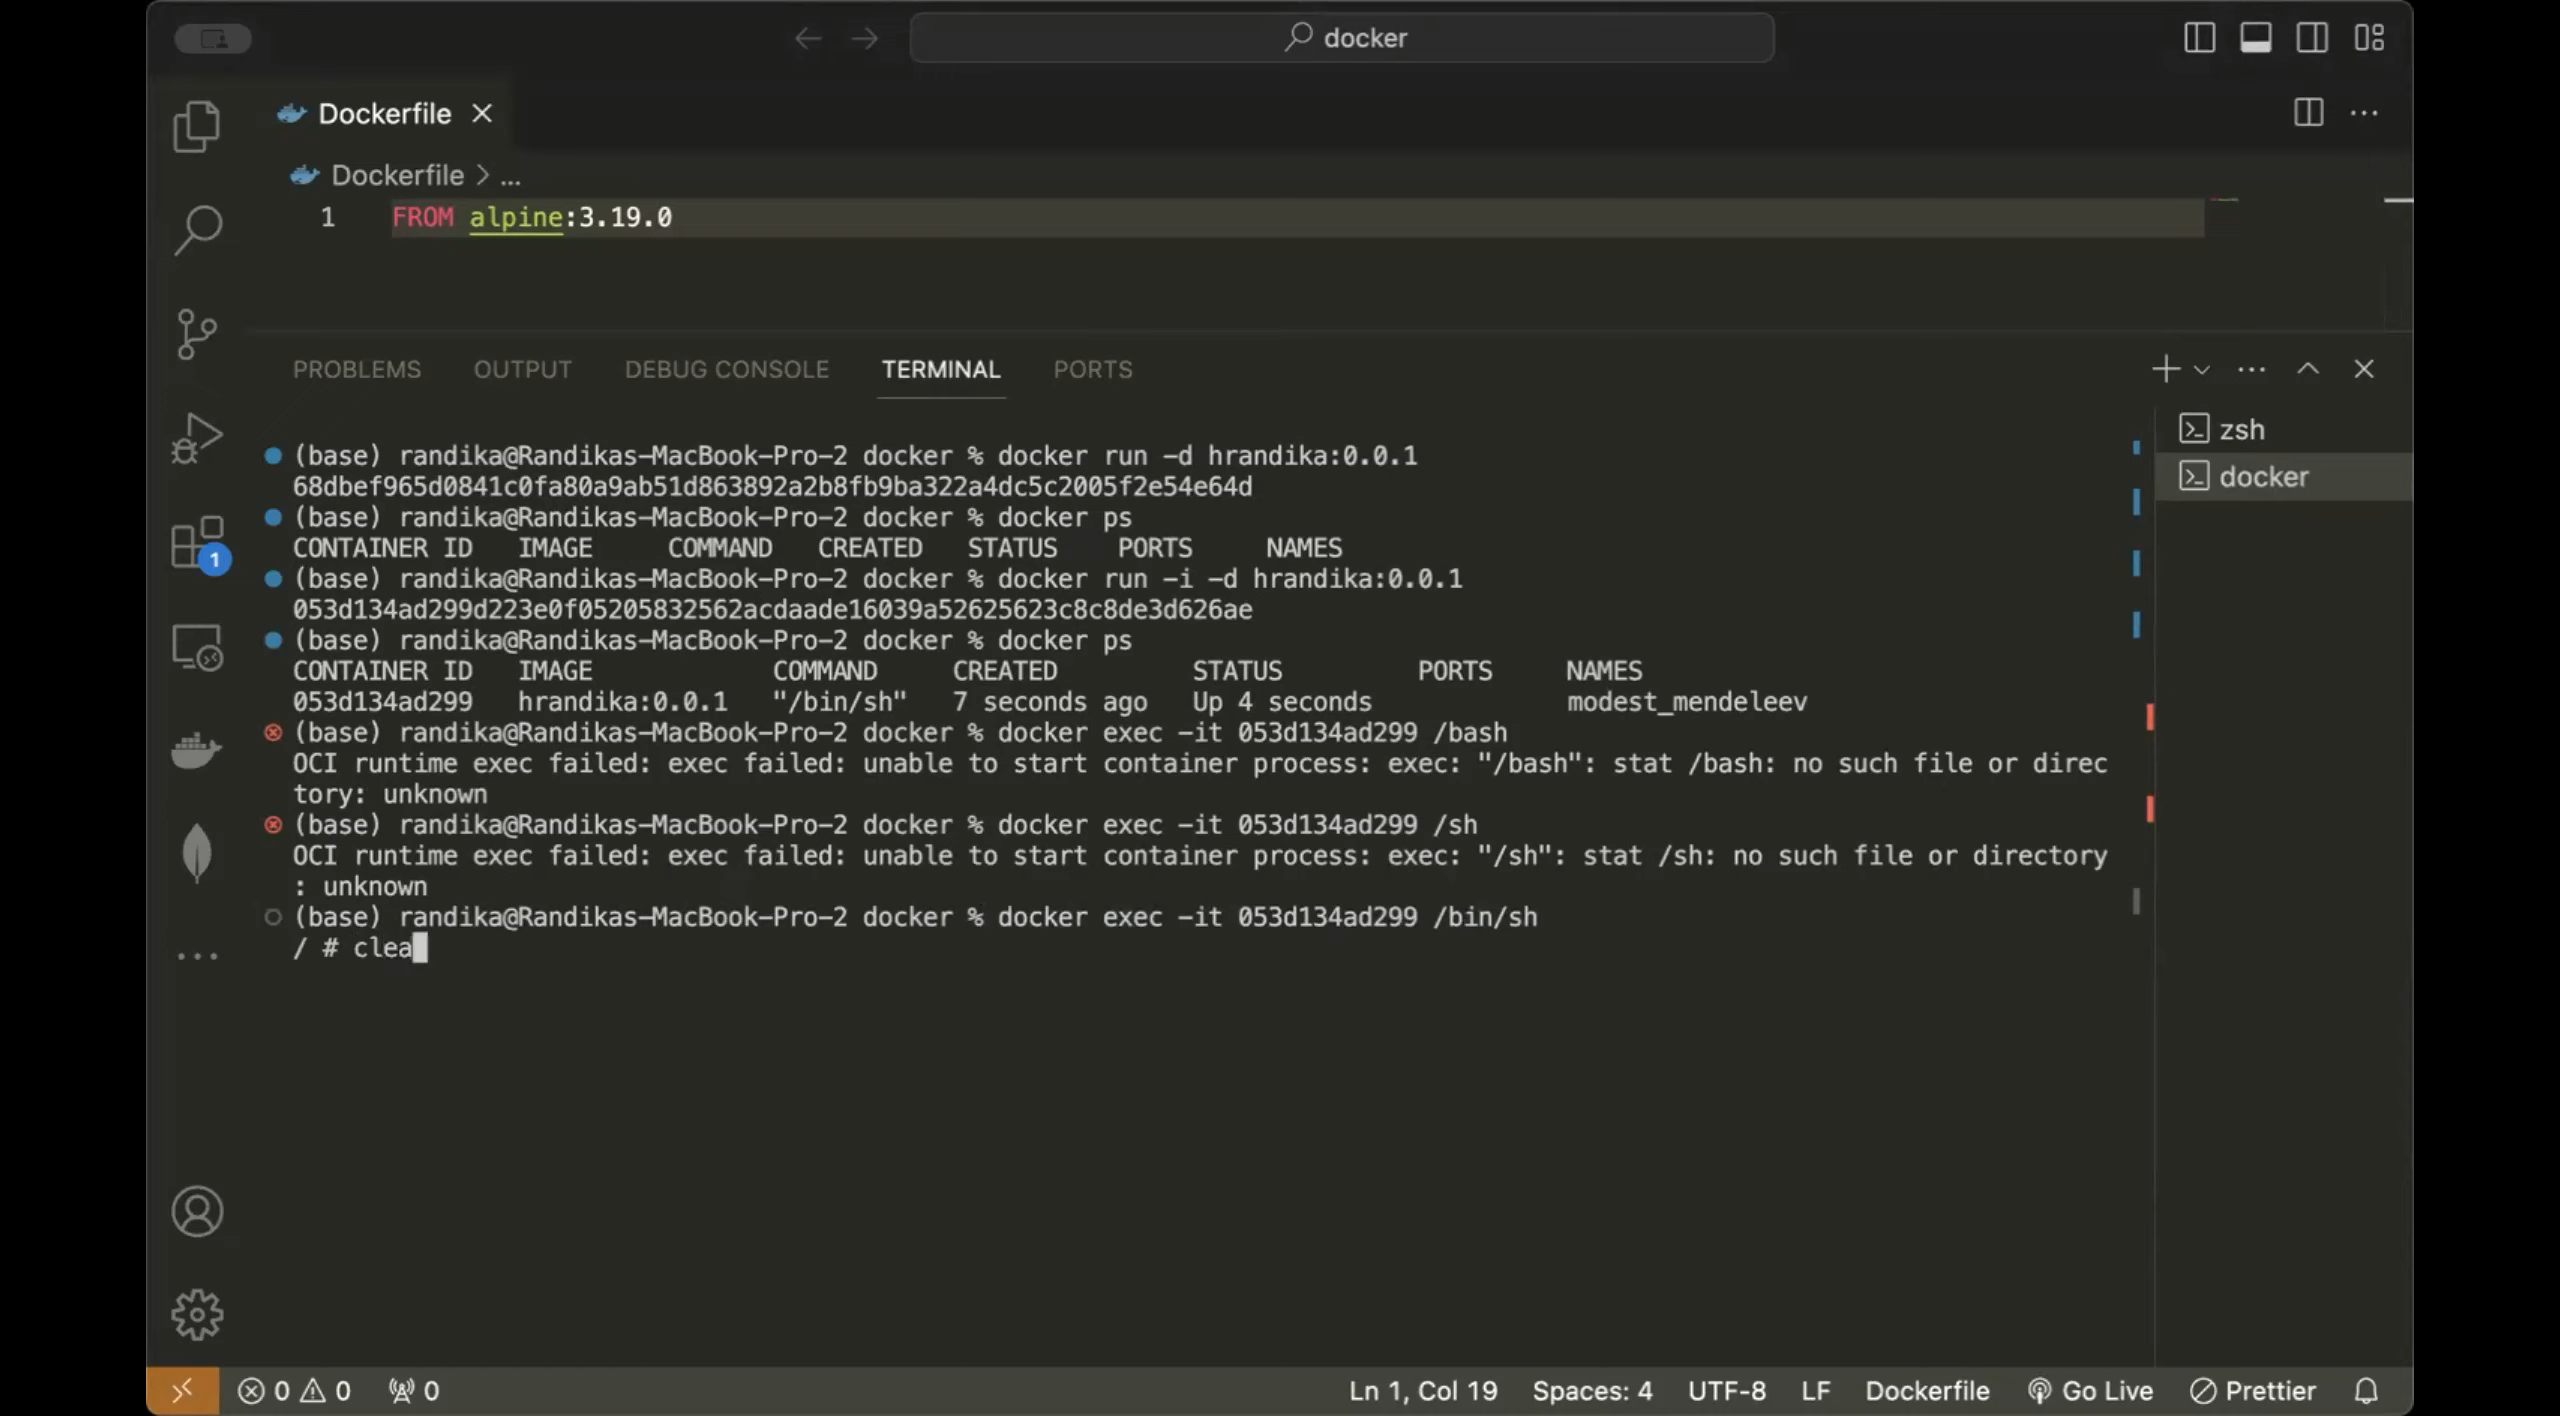 docker
Dockerfile
Dockerfile > ...
1 FROM alpine:3.19.0
PROBLEMS OUTPUT DEBUG CONSOLE TERMINAL PORTS
zsh
docker
(base) randika@Randikas-MacBook-Pro-2 docker % docker run -d hrandika:0.0.1
68dbef965d0841c0fa80a9ab51d863892a2b8fb9ba322a4dc5c2005f2e54e64d
(base) randika@Randikas-MacBook-Pro-2 docker % docker ps
CONTAINER ID IMAGE COMMAND CREATED STATUS PORTS NAMES
(base) randika@Randikas-MacBook-Pro-2 docker % docker run -i -d hrandika:0.0.1
053d134ad299d223e0f05205832562acdaade16039a52625623c8c8de3d626ae
(base) randika@Randikas-MacBook-Pro-2 docker % docker ps
CONTAINER ID IMAGE COMMAND CREATED STATUS PORTS NAMES
053d134ad299 hrandika:0.0.1 "/bin/sh" 7 seconds ago Up 4 seconds modest_mendeleev
(base) randika@Randikas-MacBook-Pro-2 docker % docker exec -it 053d134ad299 /bash
OCI runtime exec failed: exec failed: unable to start container process: exec: "/bash": stat /bash: no such file or direc
tory: unknown
(base) randika@Randikas-MacBook-Pro-2 docker % docker exec -it 053d134ad299 /sh
OCI runtime exec failed: exec failed: unable to start container process: exec: "/sh": stat /sh: no such file or directory
: unknown
(base) randika@Randikas-MacBook-Pro-2 docker % docker exec -it 053d134ad299 /bin/sh
/ # clea
1
0 0 0 Ln 1, Col 19 Spaces: 4 UTF-8 LF Dockerfile Go Live Prettier